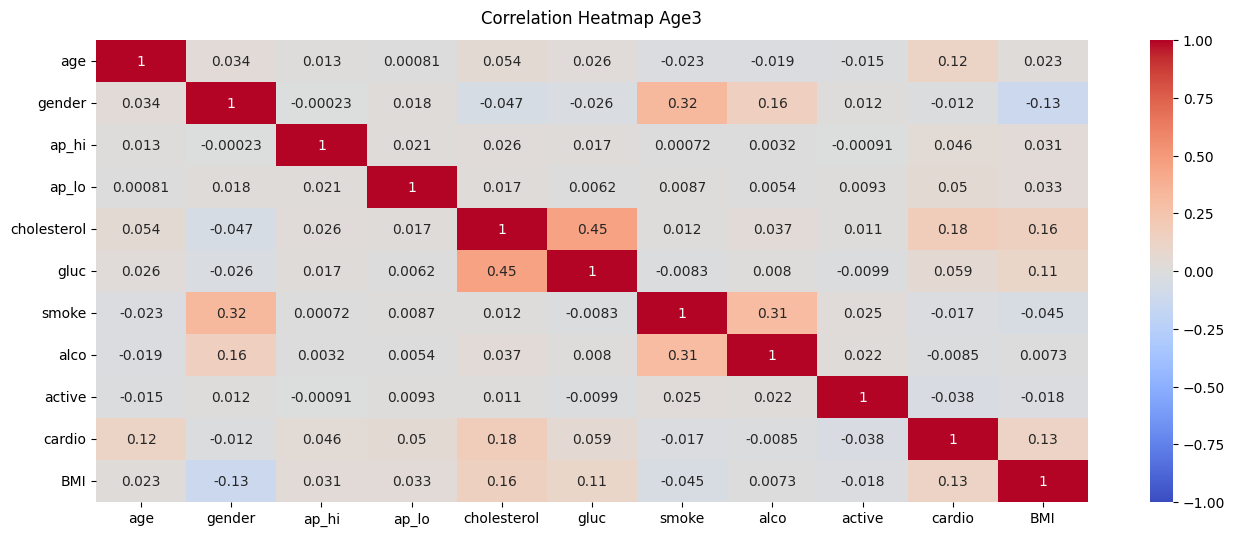 Correlation Heatmap Age3
age 1 0.034 0.013 0.00081 0.054 0.026 -0.023 -0.019 -0.015 0.12 0.023
gender 0.034 1 -0.00023 0.018 -0.047 -0.026 0.32 0.16 0.012 -0.012 -0.13
ap_hi 0.013 -0.00023 1 0.021 0.026 0.017 0.00072 0.0032 -0.00091 0.046 0.031
ap_lo 0.00081 0.018 0.021 1 0.017 0.0062 0.0087 0.0054 0.0093 0.05 0.033
cholesterol 0.054 -0.047 0.026 0.017 1 0.45 0.012 0.037 0.011 0.18 0.16
gluc 0.026 -0.026 0.017 0.0062 0.45 1 -0.0083 0.008 -0.0099 0.059 0.11
smoke -0.023 0.32 0.00072 0.0087 0.012 -0.0083 1 0.31 0.025 -0.017 -0.045
alco -0.019 0.16 0.0032 0.0054 0.037 0.008 0.31 1 0.022 -0.0085 0.0073
active -0.015 0.012 -0.00091 0.0093 0.011 -0.0099 0.025 0.022 1 -0.038 -0.018
cardio 0.12 -0.012 0.046 0.05 0.18 0.059 -0.017 -0.0085 -0.038 1 0.13
BMI 0.023 -0.13 0.031 0.033 0.16 0.11 -0.045 0.0073 -0.018 0.13 1
age gender ap_hi ap_lo cholesterol gluc smoke alco active cardio BMI
1.00
0.75
0.50
0.25
0.00
−0.25
−0.50
−0.75
−1.00